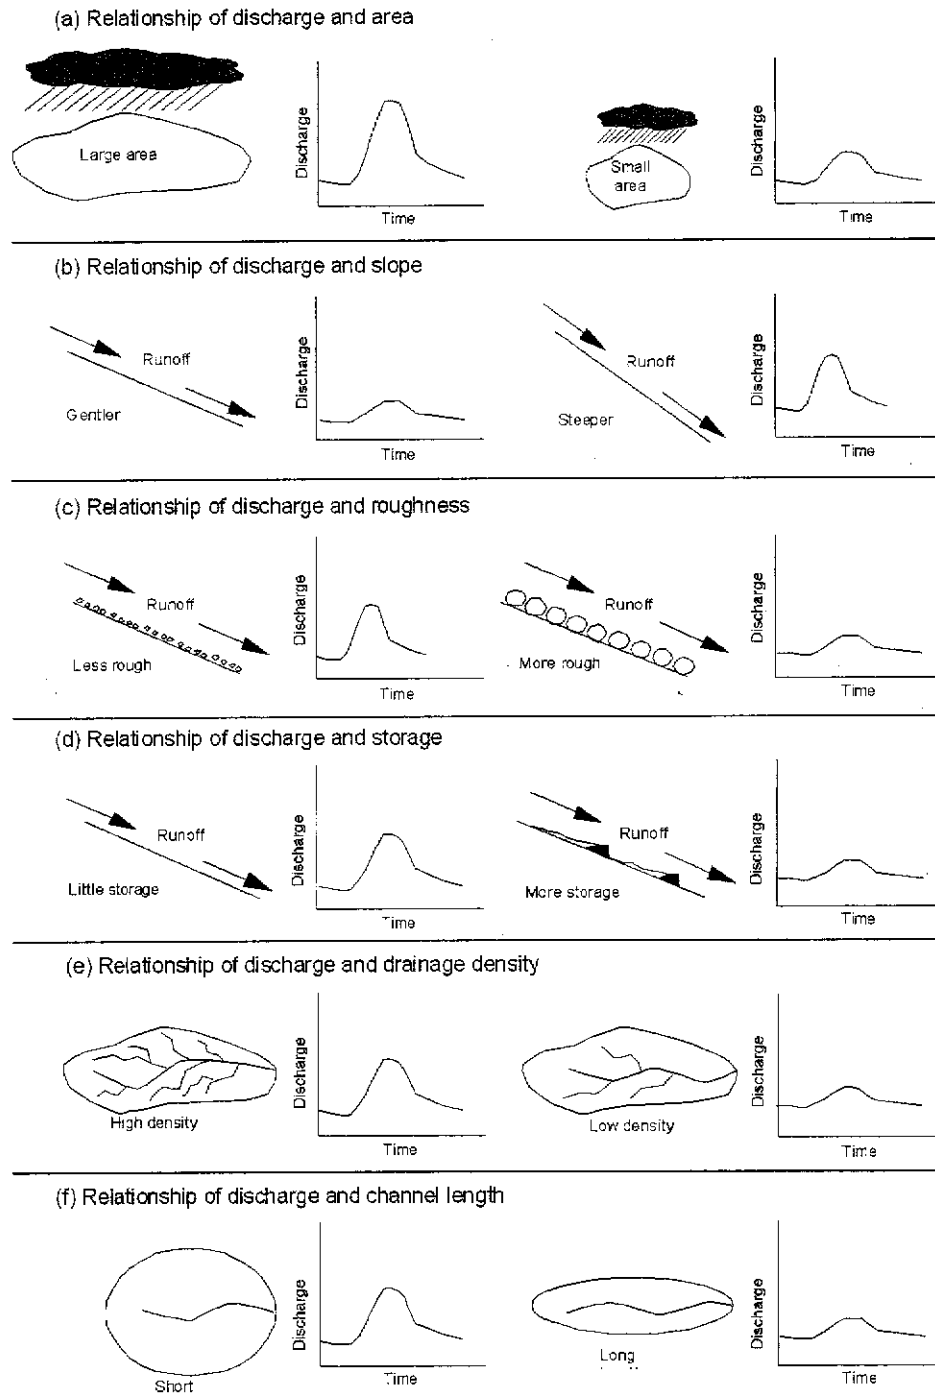 (a) Relationship of discharge and area
Large area
Discharge
Time
Small
area
Discharge
Time
(b) Relationship of discharge and slope
Runoff
Gentler
Discharge
Time
Runoff
Steeper
Discharge
Time
(c) Relationship of discharge and roughness
Runoff
Less rough
Discharge
Time
Runoff
More rough
Discharge
Time
(d) Relationship of discharge and storage
Runoff
Little storage
Discharge
Time
Runoff
More storage
Discharge
Time
(e) Relationship of discharge and drainage density
High density
Discharge
Time
Low density
Discharge
Time
(f) Relationship of discharge and channel length
Short
Discharge
Time
Long
Discharge
Time